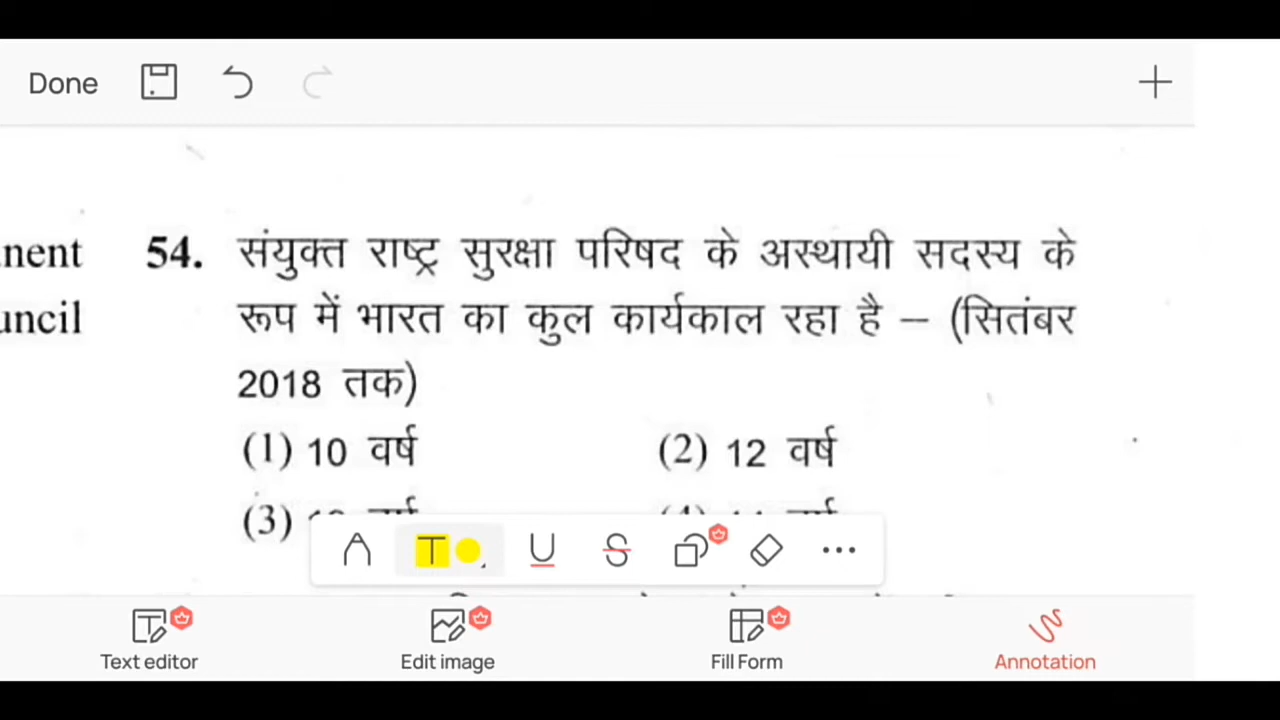 Done
nent
uncil
54. संयुक्त राष्ट्र सुरक्षा परिषद के अस्थायी सदस्य के
रूप में भारत का कुल कार्यकाल रहा है – (सितंबर
2018 तक)
(1) 10 वर्ष (2) 12 वर्ष
(3)
T U S
Text editor Edit image Fill Form Annotation